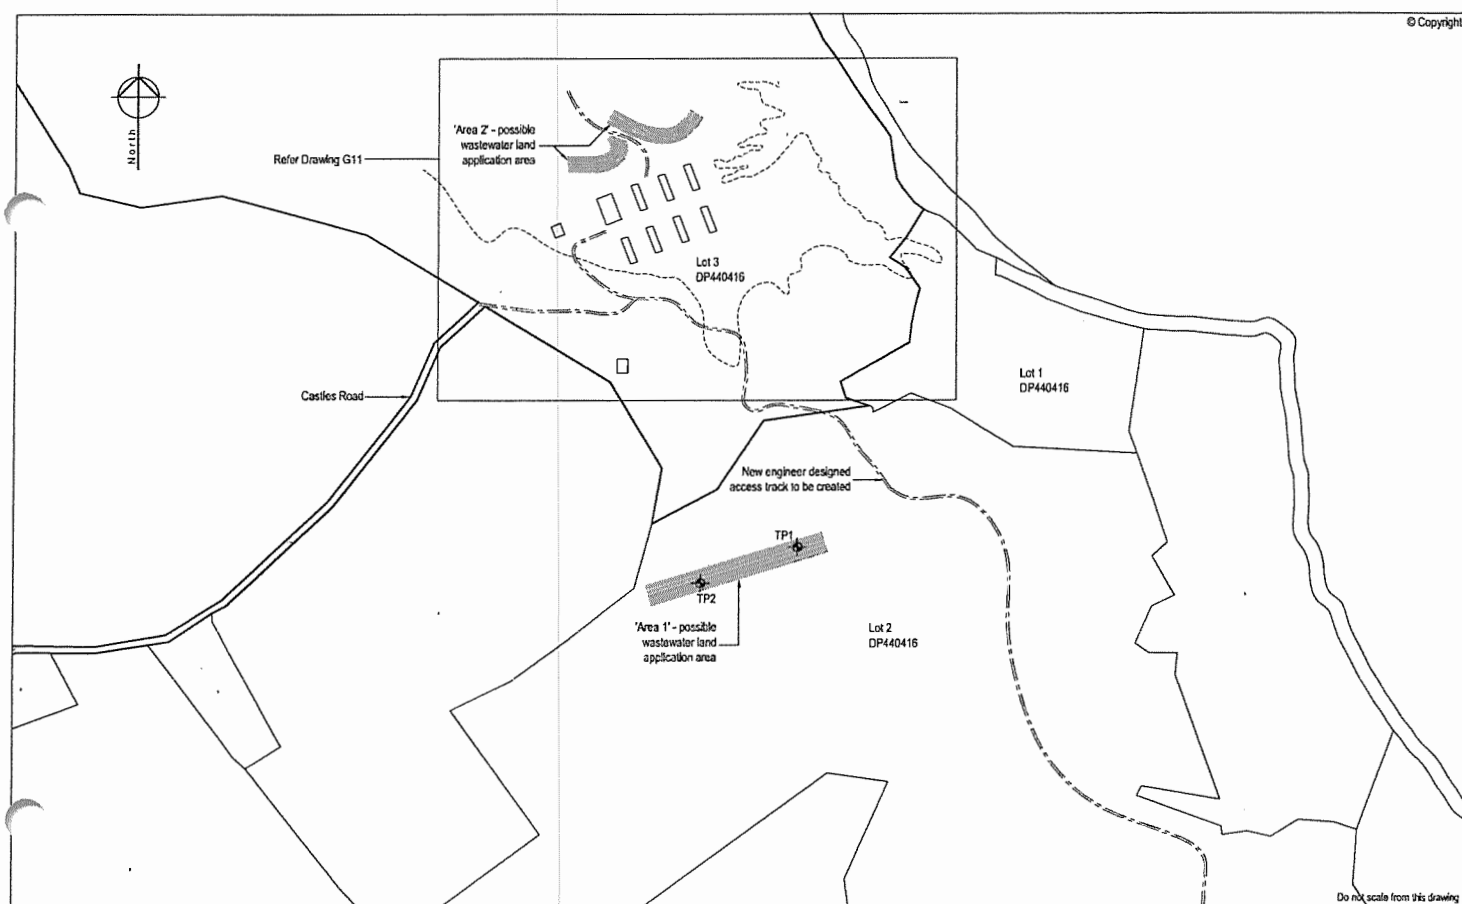 © Copyright
North
'Area 2' - possible
wastewater land
application area
Refer Drawing G11
Lot 3
DP440416
Lot 1
DP440416
Castles Road
New engineer designed
access track to be created
TP1
TP2
'Area 1' - possible
wastewater land
application area
Lot 2
DP440416
Do not scale from this drawing